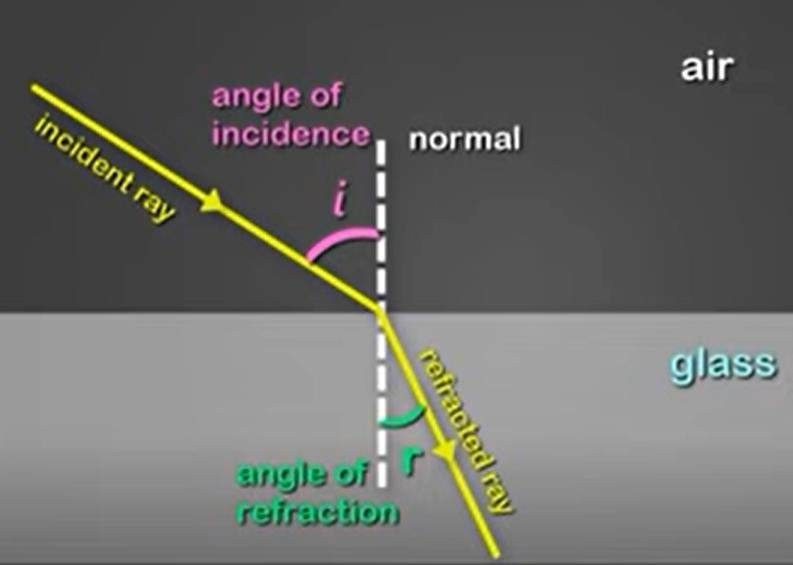 air
angle of
incidence
normal
incident ray
i
glass
refracted ray
r
angle of
refraction